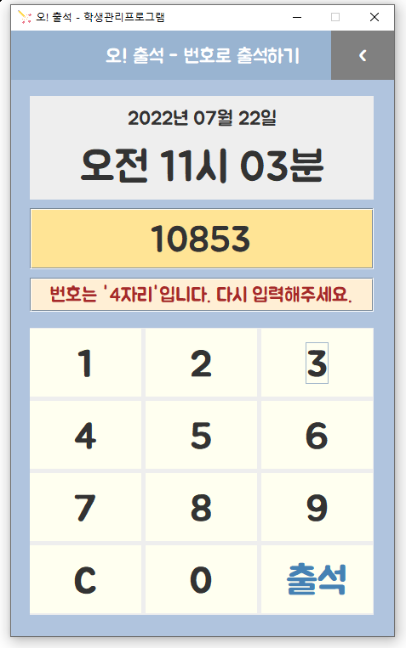 오! 출석 - 학생관리프로그램
오! 출석 - 번호로 출석하기
2022년 07월 22일
오전 11시 03분
10853
번호는 '4자리'입니다. 다시 입력해주세요.
1 2 3
4 5 6
7 8 9
C 0 출석